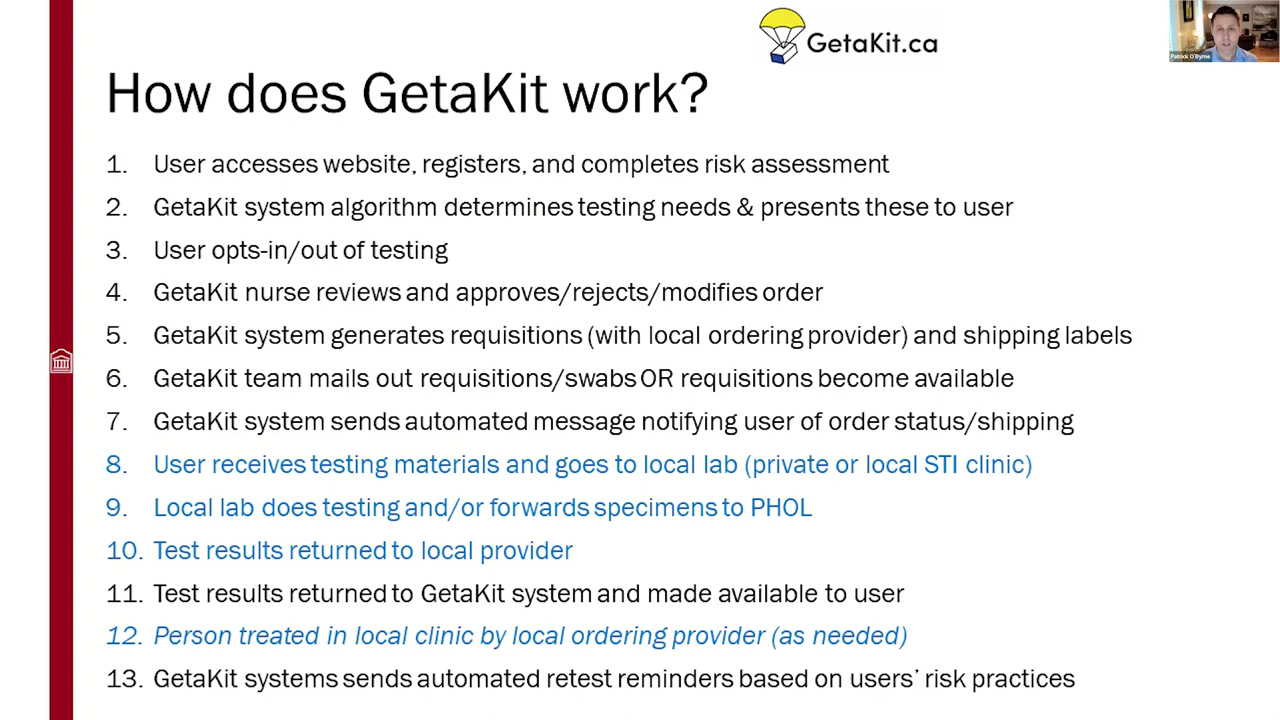 GetaKit.ca
Patrick O'Byrne
How does GetaKit work?
1. User accesses website, registers, and completes risk assessment
2. GetaKit system algorithm determines testing needs & presents these to user
3. User opts-in/out of testing
4. GetaKit nurse reviews and approves/rejects/modifies order
5. GetaKit system generates requisitions (with local ordering provider) and shipping labels
6. GetaKit team mails out requisitions/swabs OR requisitions become available
7. GetaKit system sends automated message notifying user of order status/shipping
8. User receives testing materials and goes to local lab (private or local STI clinic)
9. Local lab does testing and/or forwards specimens to PHOL
10. Test results returned to local provider
11. Test results returned to GetaKit system and made available to user
12. Person treated in local clinic by local ordering provider (as needed)
13. GetaKit systems sends automated retest reminders based on users' risk practices